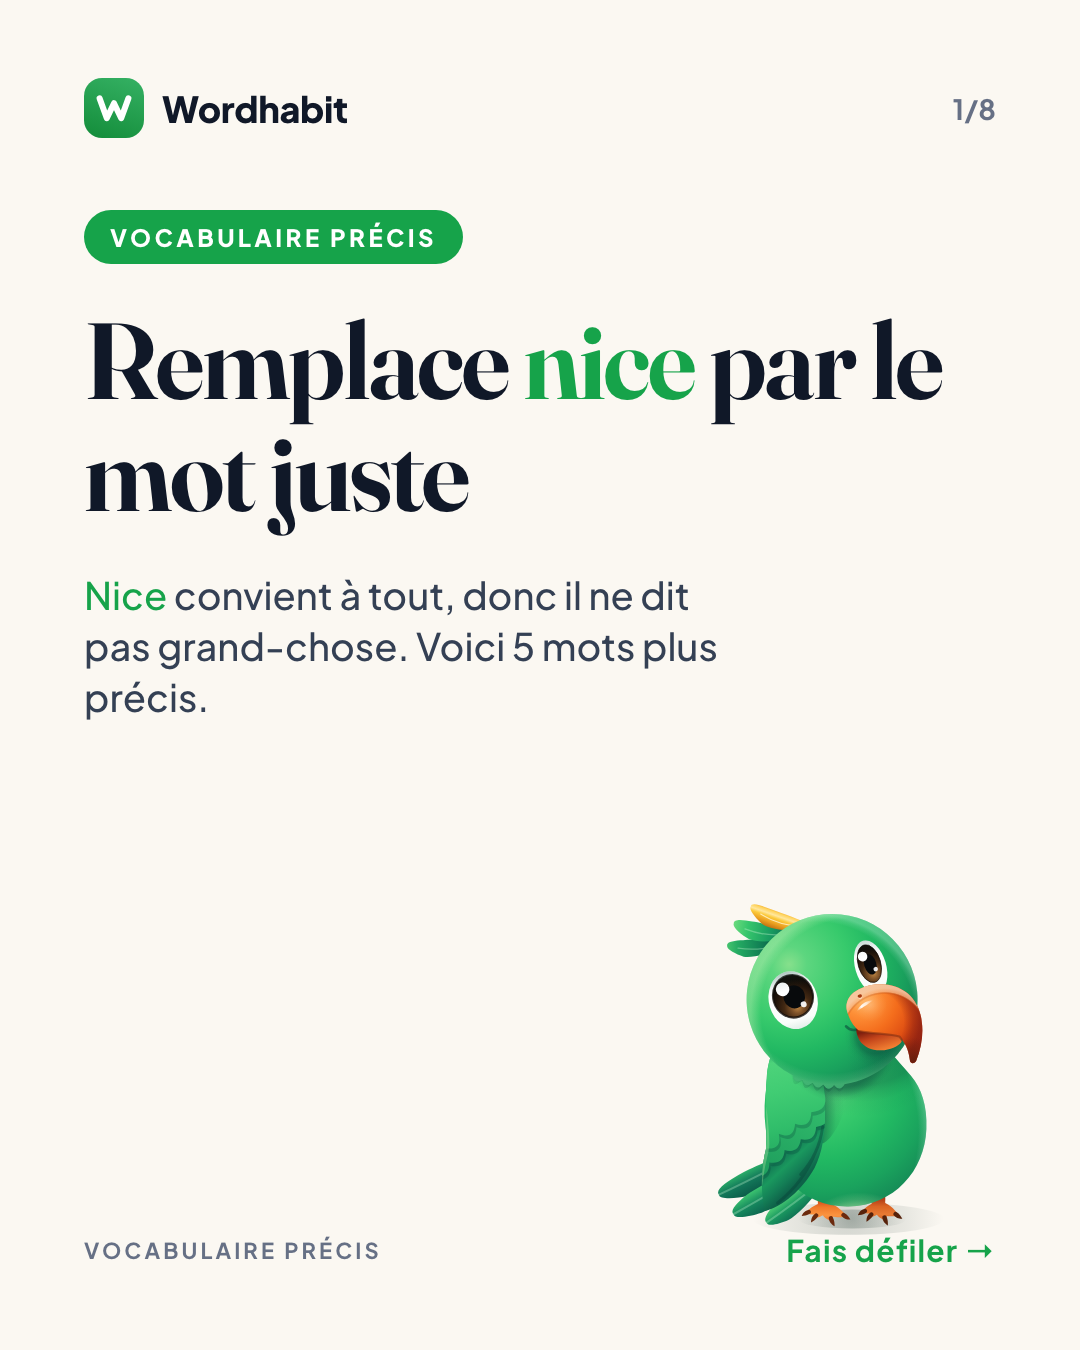 Wordhabit
1/8
VOCABULAIRE PRÉCIS
Remplace nice par le
mot juste
Nice convient à tout, donc il ne dit
pas grand-chose. Voici 5 mots plus
précis.
VOCABULAIRE PRÉCIS
Fais défiler →